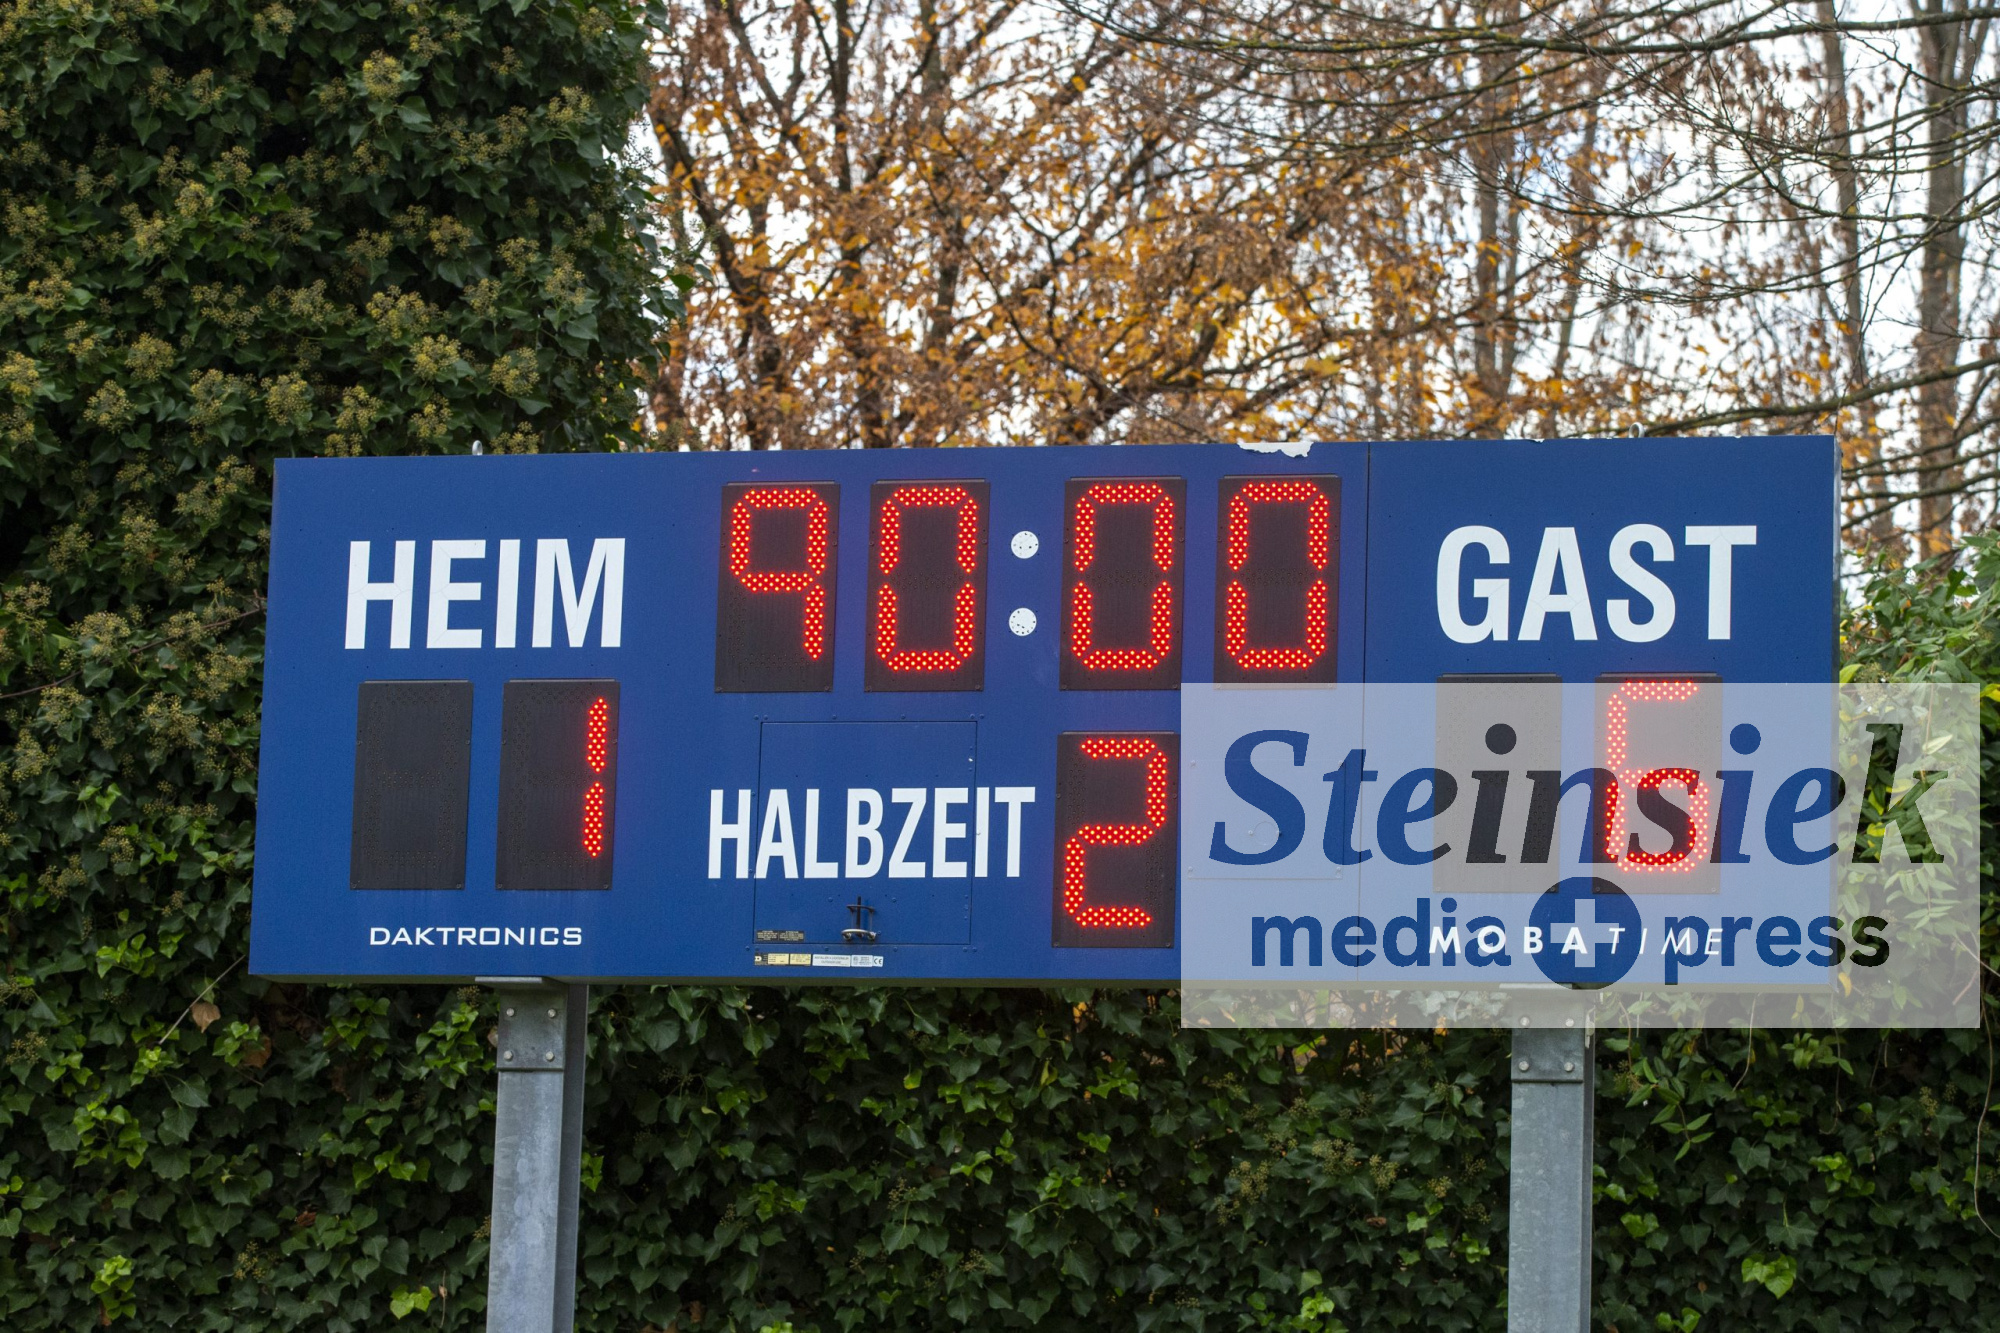 HEIM 90:00 GAST
1 HALBZEIT 2 6
DAKTRONICS
MOBATIME
Steinsiek
media+press